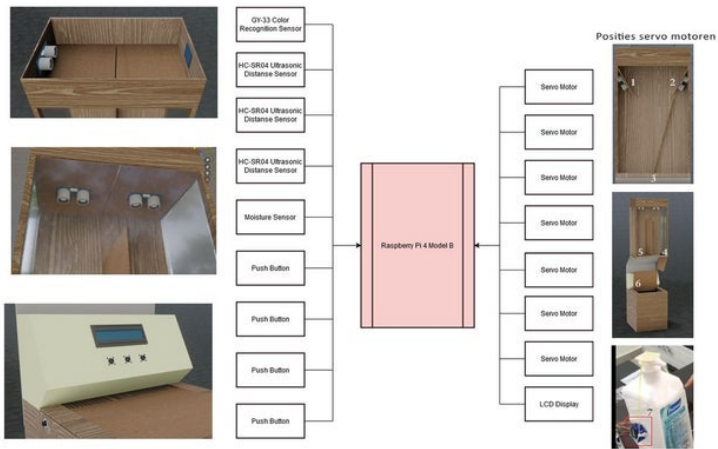 GY-33 Color
Recognition Sensor
HC-SR04 Ultrasonic
Distanse Sensor
HC-SR04 Ultrasonic
Distanse Sensor
HC-SR04 Ultrasonic
Distanse Sensor
Moisture Sensor
Push Button
Push Button
Push Button
Push Button
Raspberry Pi 4 Model B
Servo Motor
Servo Motor
Servo Motor
Servo Motor
Servo Motor
Servo Motor
Servo Motor
LCD Display
Posities servo motoren
1
2
3
5
4
6
7